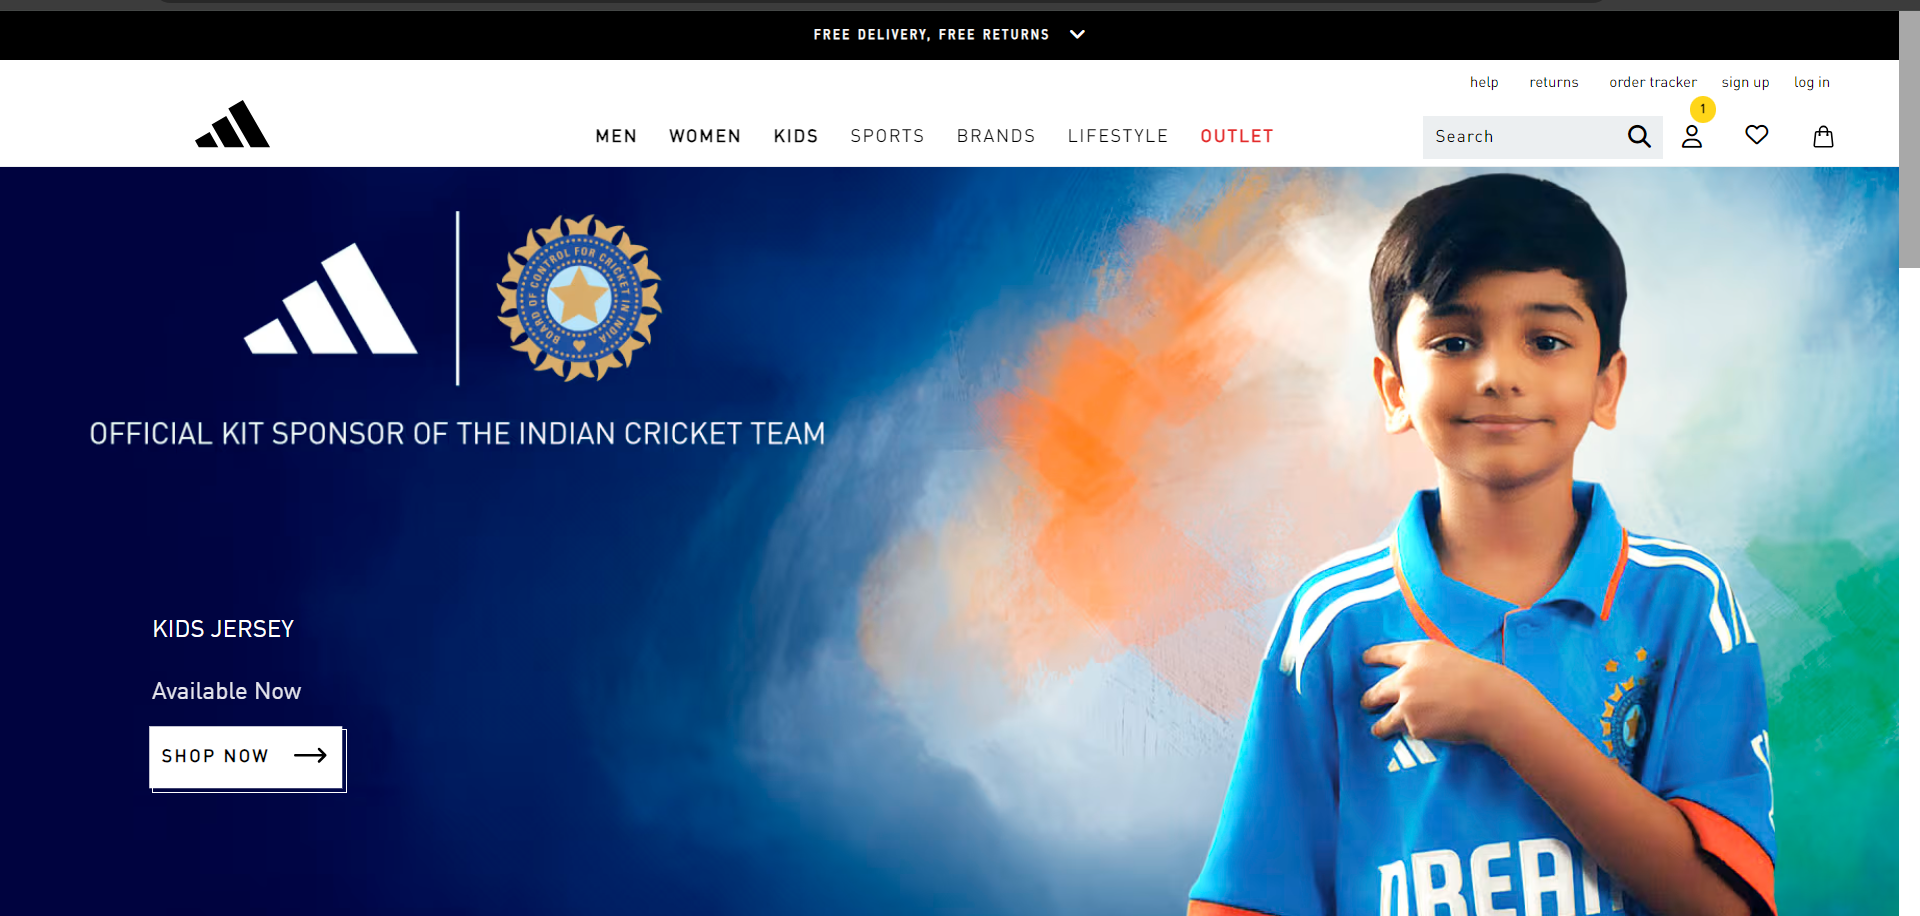 FREE DELIVERY, FREE RETURNS
help returns order tracker sign up log in
1
MEN WOMEN KIDS SPORTS BRANDS LIFESTYLE OUTLET
Search
BOARD OF CONTROL FOR CRICKET IN INDIA
OFFICIAL KIT SPONSOR OF THE INDIAN CRICKET TEAM
KIDS JERSEY
Available Now
SHOP NOW